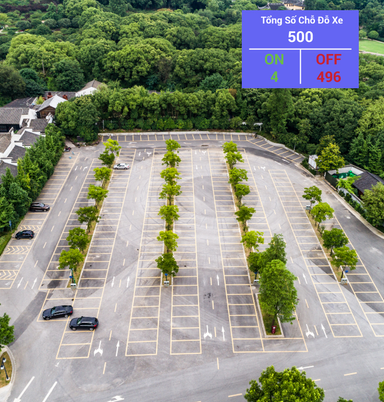 Tổng Số Chỗ Đỗ Xe
500
ON OFF
4 496